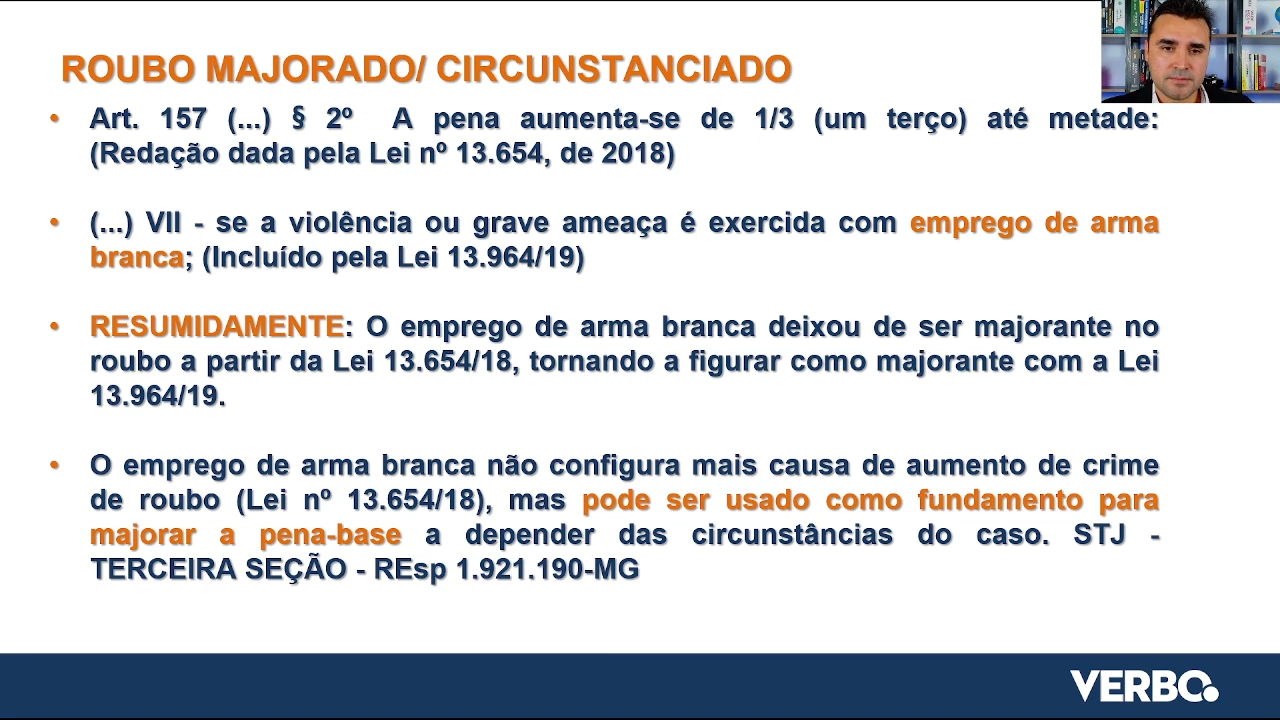 ROUBO MAJORADO/ CIRCUNSTANCIADO
• Art. 157 (...) § 2º A pena aumenta-se de 1/3 (um terço) até metade:
(Redação dada pela Lei nº 13.654, de 2018)
• (...) VII - se a violência ou grave ameaça é exercida com emprego de arma
branca; (Incluído pela Lei 13.964/19)
• RESUMIDAMENTE: O emprego de arma branca deixou de ser majorante no
roubo a partir da Lei 13.654/18, tornando a figurar como majorante com a Lei
13.964/19.
• O emprego de arma branca não configura mais causa de aumento de crime
de roubo (Lei nº 13.654/18), mas pode ser usado como fundamento para
majorar a pena-base a depender das circunstâncias do caso. STJ -
TERCEIRA SEÇÃO - REsp 1.921.190-MG
VERBO